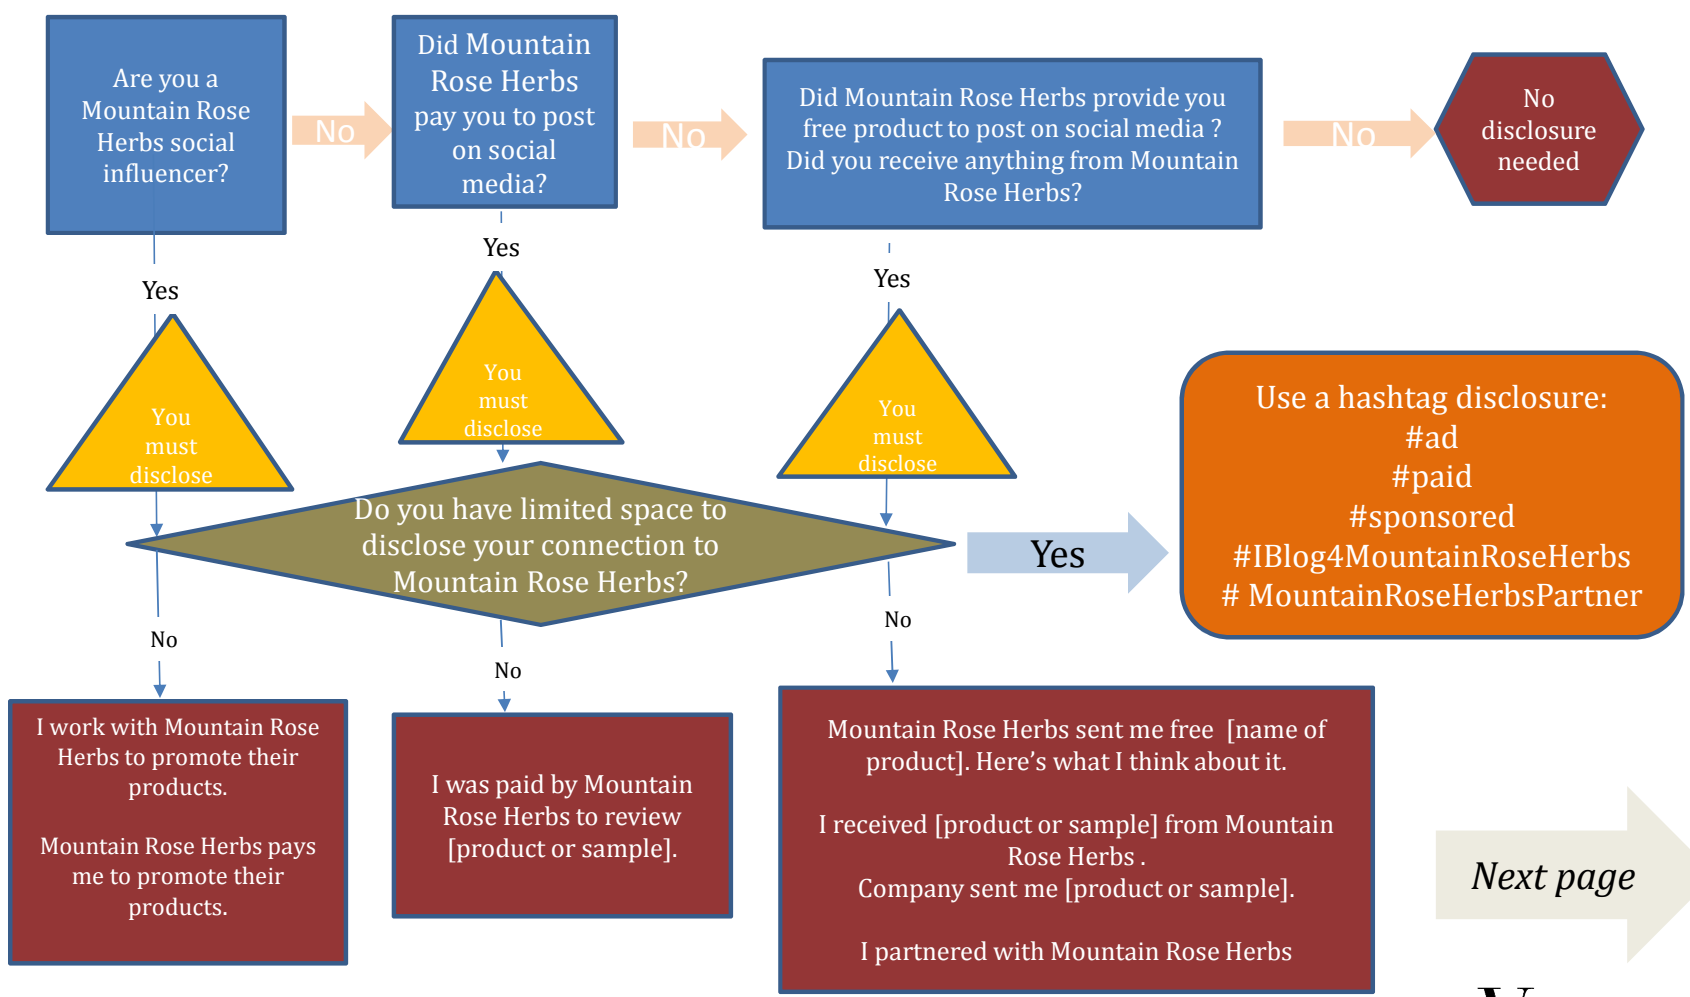 Are you a
Mountain Rose
Herbs social
influencer?
No
Did Mountain
Rose Herbs
pay you to post
on social
media?
No
Did Mountain Rose Herbs provide you
free product to post on social media ?
Did you receive anything from Mountain
Rose Herbs?
No
No
disclosure
needed
Yes
Yes
Yes
You
must
disclose
You
must
disclose
You
must
disclose
Do you have limited space to
disclose your connection to
Mountain Rose Herbs?
Yes
Use a hashtag disclosure:
#ad
#paid
#sponsored
#IBlog4MountainRoseHerbs
# MountainRoseHerbsPartner
No
No
No
I work with Mountain Rose
Herbs to promote their
products.
Mountain Rose Herbs pays
me to promote their
products.
I was paid by Mountain
Rose Herbs to review
[product or sample].
Mountain Rose Herbs sent me free  [name of
product]. Here’s what I think about it.
I received [product or sample] from Mountain
Rose Herbs .
Company sent me [product or sample].
I partnered with Mountain Rose Herbs
Next page